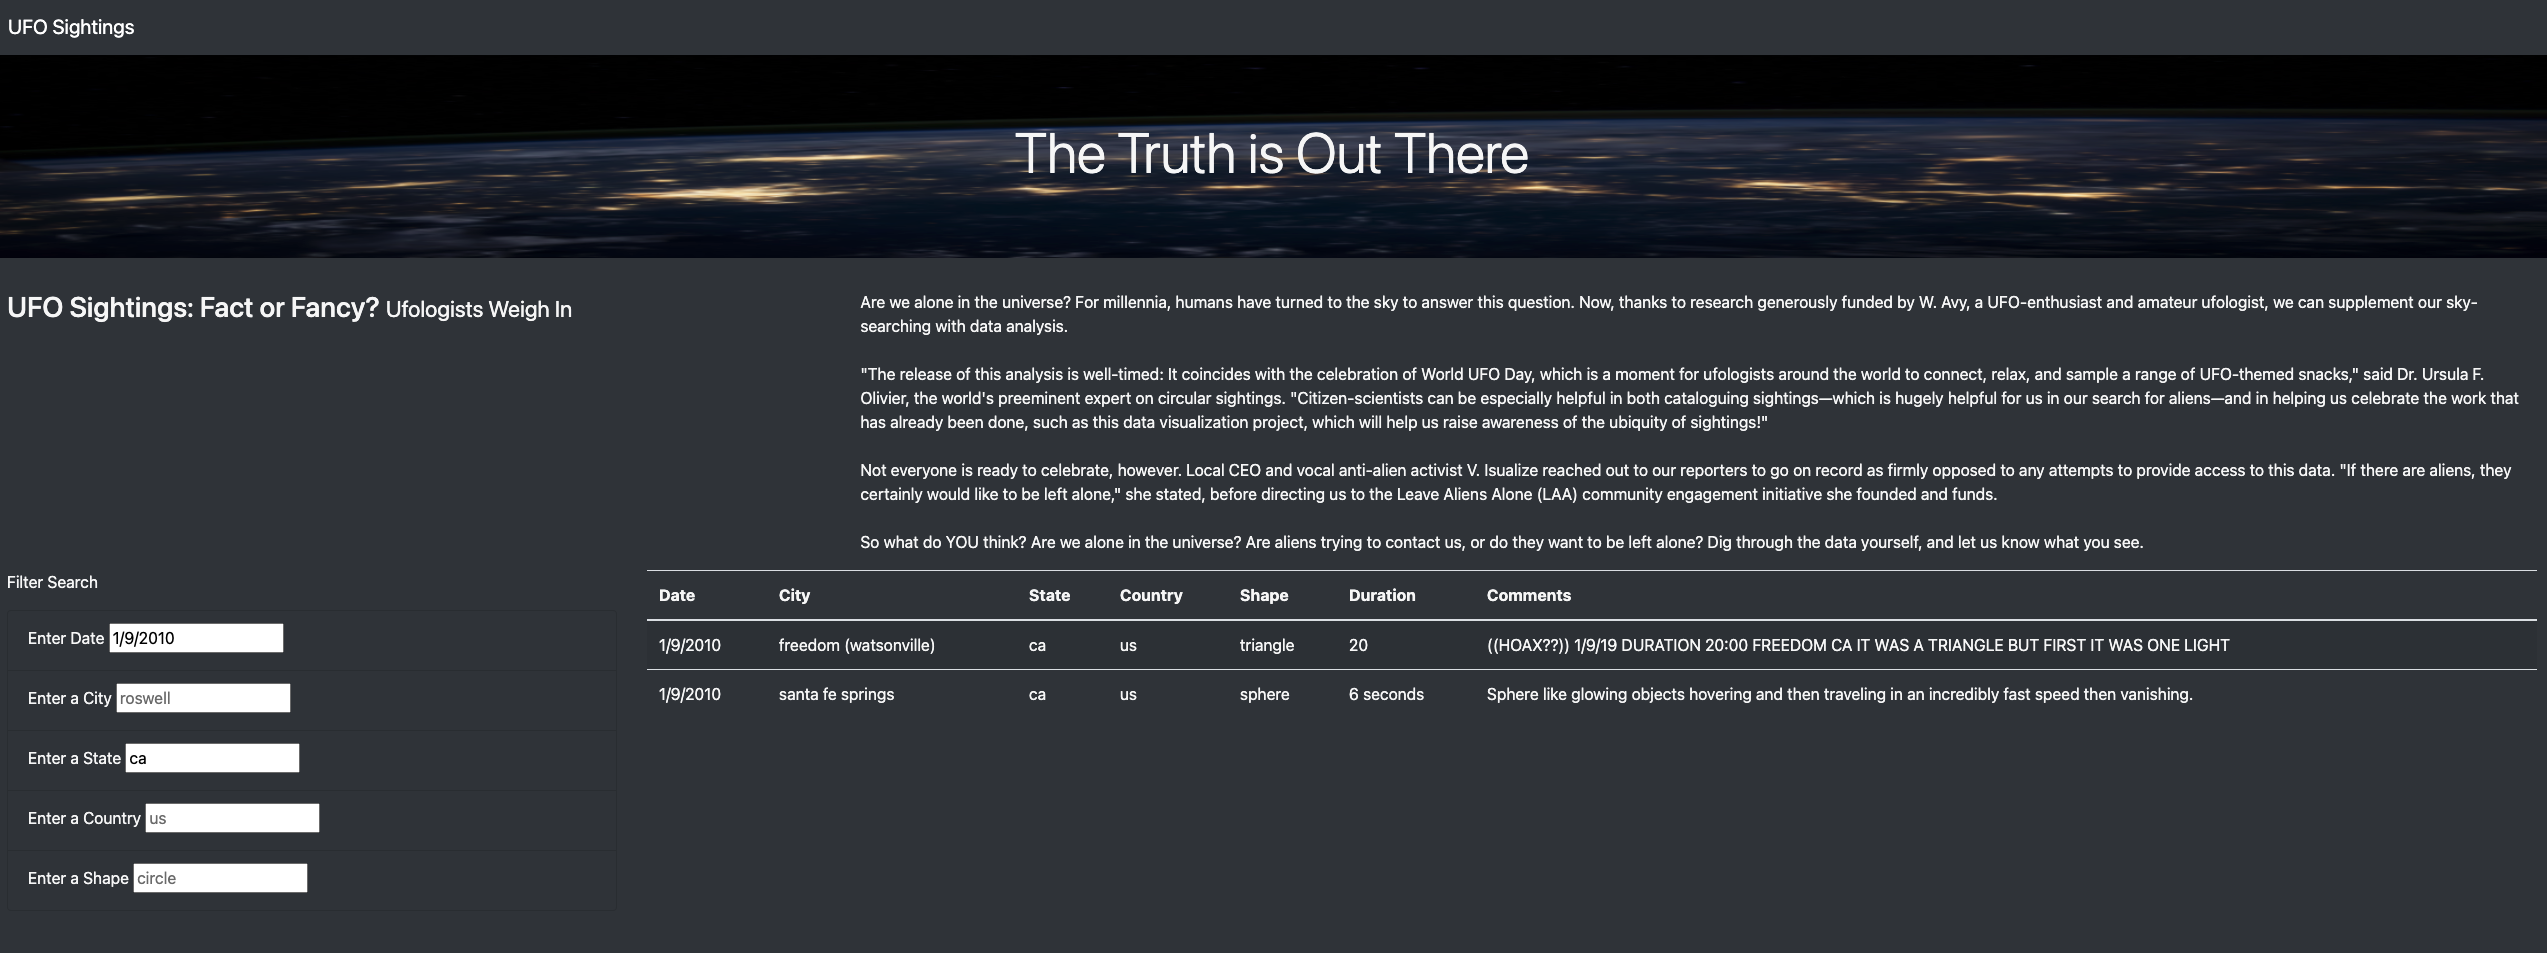 UFO Sightings
The Truth is Out There
UFO Sightings: Fact or Fancy? Ufologists Weigh In
Are we alone in the universe? For millennia, humans have turned to the sky to answer this question. Now, thanks to research generously funded by W. Avy, a UFO-enthusiast and amateur ufologist, we can supplement our sky-
searching with data analysis.
"The release of this analysis is well-timed: It coincides with the celebration of World UFO Day, which is a moment for ufologists around the world to connect, relax, and sample a range of UFO-themed snacks," said Dr. Ursula F.
Olivier, the world's preeminent expert on circular sightings. "Citizen-scientists can be especially helpful in both cataloguing sightings—which is hugely helpful for us in our search for aliens—and in helping us celebrate the work that
has already been done, such as this data visualization project, which will help us raise awareness of the ubiquity of sightings!"
Not everyone is ready to celebrate, however. Local CEO and vocal anti-alien activist V. Isualize reached out to our reporters to go on record as firmly opposed to any attempts to provide access to this data. "If there are aliens, they
certainly would like to be left alone," she stated, before directing us to the Leave Aliens Alone (LAA) community engagement initiative she founded and funds.
So what do YOU think? Are we alone in the universe? Are aliens trying to contact us, or do they want to be left alone? Dig through the data yourself, and let us know what you see.
Filter Search
Enter Date 1/9/2010
Enter a City roswell
Enter a State ca
Enter a Country us
Enter a Shape circle
Date City State Country Shape Duration Comments
1/9/2010 freedom (watsonville) ca us triangle 20 ((HOAX??)) 1/9/19 DURATION 20:00 FREEDOM CA IT WAS A TRIANGLE BUT FIRST IT WAS ONE LIGHT
1/9/2010 santa fe springs ca us sphere 6 seconds Sphere like glowing objects hovering and then traveling in an incredibly fast speed then vanishing.